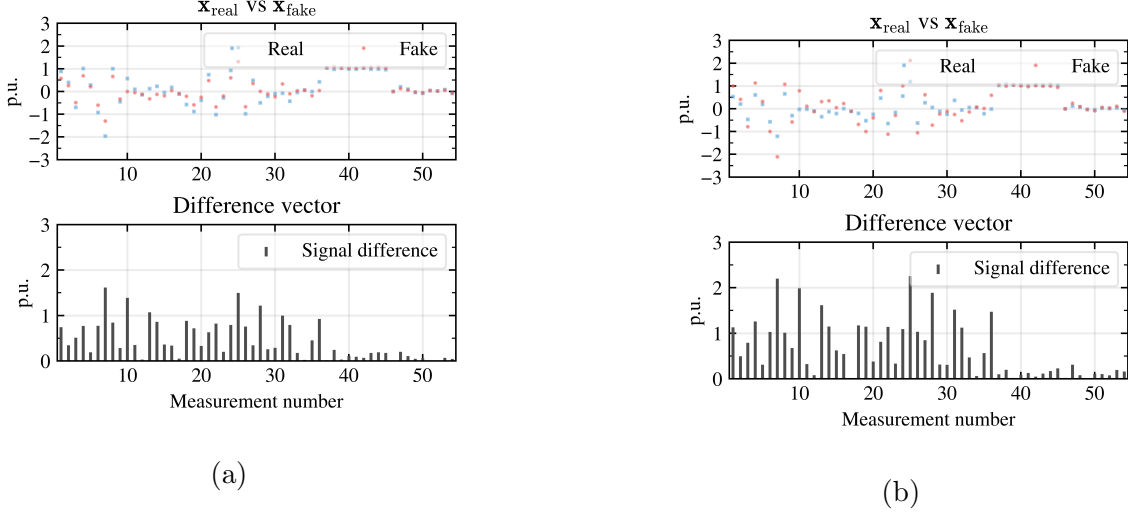 x_real vs x_fake
3
2
1
0
−1
−2
−3
p.u.
Real
Fake
10
20
30
40
50
Difference vector
3
2
1
0
p.u.
Signal difference
10
20
30
40
50
Measurement number
(a)
x_real vs x_fake
3
2
1
0
−1
−2
−3
p.u.
Real
Fake
10
20
30
40
50
Difference vector
3
2
1
0
p.u.
Signal difference
10
20
30
40
50
Measurement number
(b)